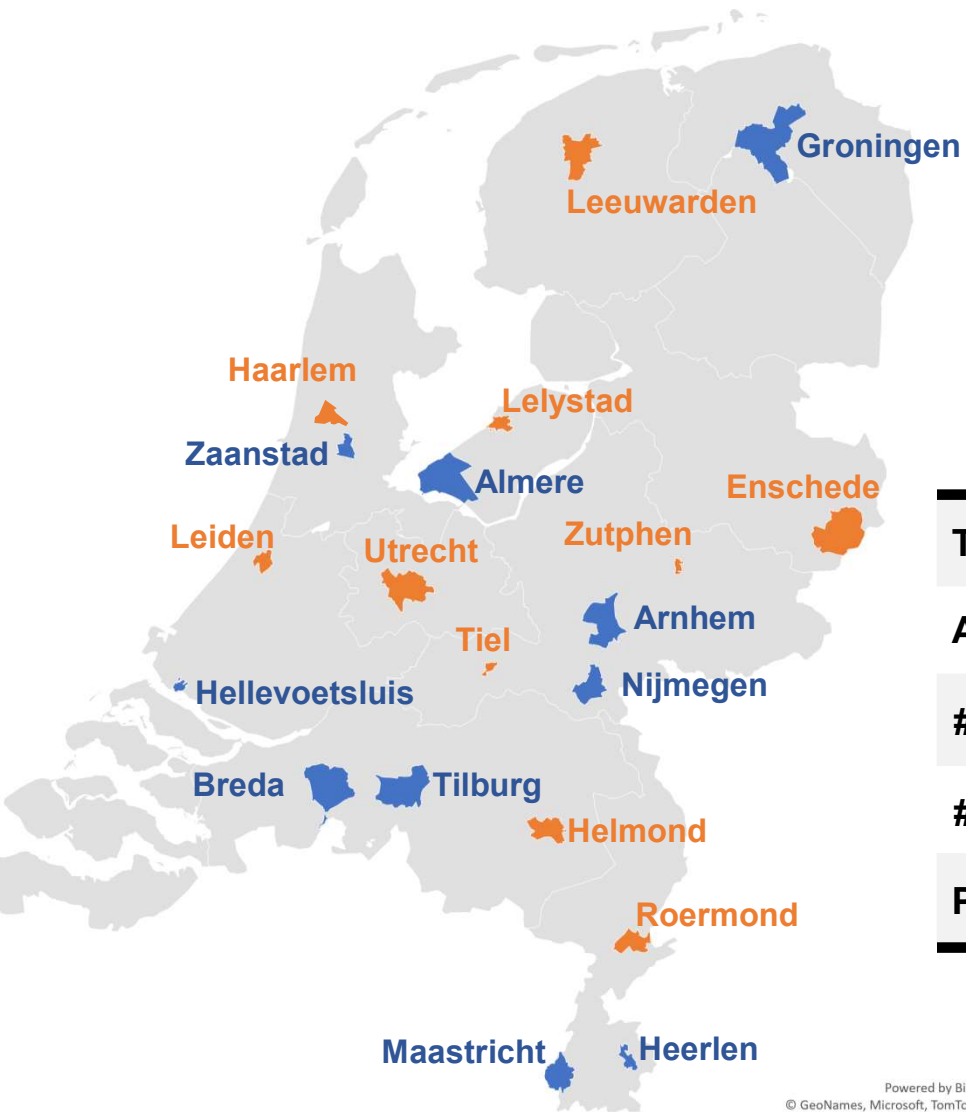 Groningen
Leeuwarden
Haarlem
Lelystad
Zaanstad
Almere
Enschede
Leiden
Utrecht
Zutphen
Arnhem
Tiel
Nijmegen
Hellevoetsluis
Breda
Tilburg
Helmond
Roermond
Maastricht
Heerlen
T
A
#
#
Powered by Bi
© GeoNames, Microsoft, TomTo